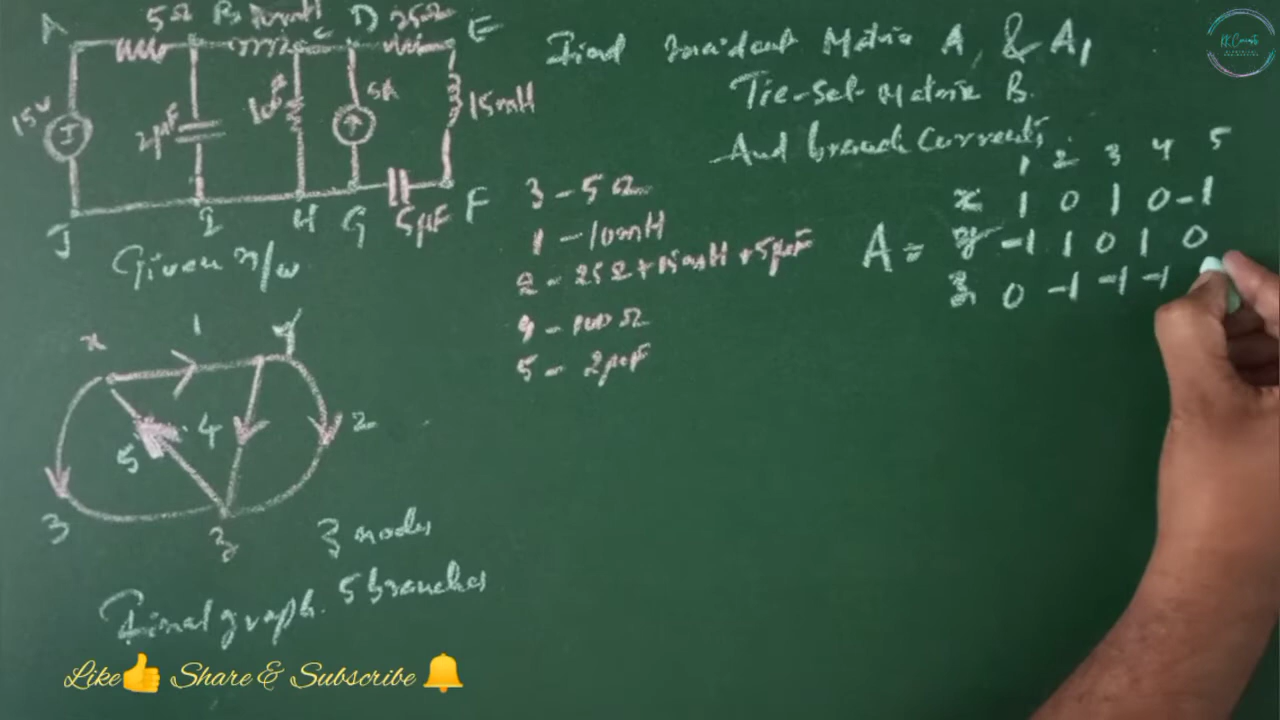 A 5Ω B 10mH C D 25Ω E
15V
2μF
10Ω
5A
15mH
J I H G 5μF F
Given n/w
Find Incident Matrix A, & A1
Tie-Set Matrix B.
And branch Currents.
3 - 5Ω
1 - 10mH
2 - 25Ω + 15mH + 5μF
4 - 10Ω
5 - 2μF
1 2 3 4 5
x 1 0 1 0 -1
A = y -1 1 0 1 0
z 0 -1 -1 -1
x 1 y
5 4 2
3 z
3 nodes
5 branches
Final graph.
Like👍 Share & Subscribe 🔔